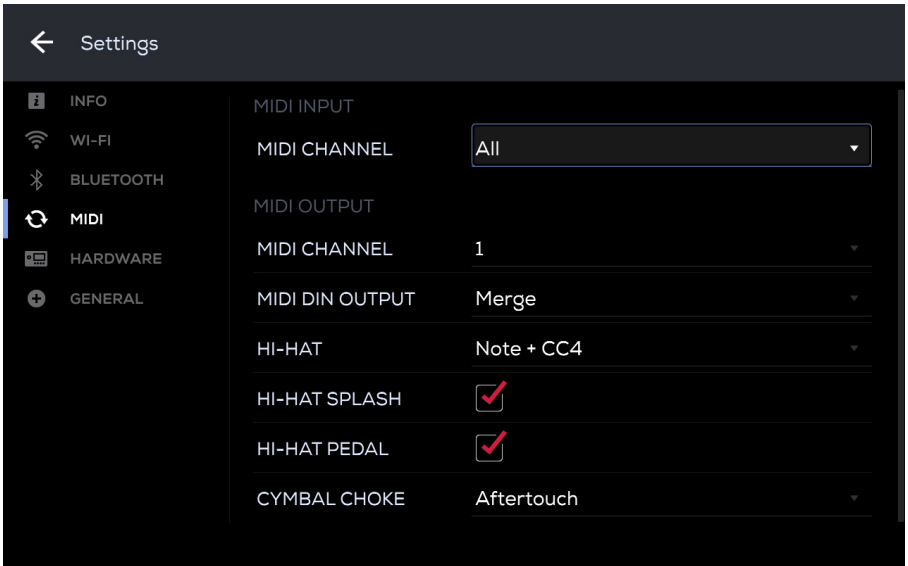 Settings
INFO
WI-FI
BLUETOOTH
MIDI
HARDWARE
GENERAL
MIDI INPUT
MIDI CHANNEL All
MIDI OUTPUT
MIDI CHANNEL 1
MIDI DIN OUTPUT Merge
HI-HAT Note + CC4
HI-HAT SPLASH
HI-HAT PEDAL
CYMBAL CHOKE Aftertouch